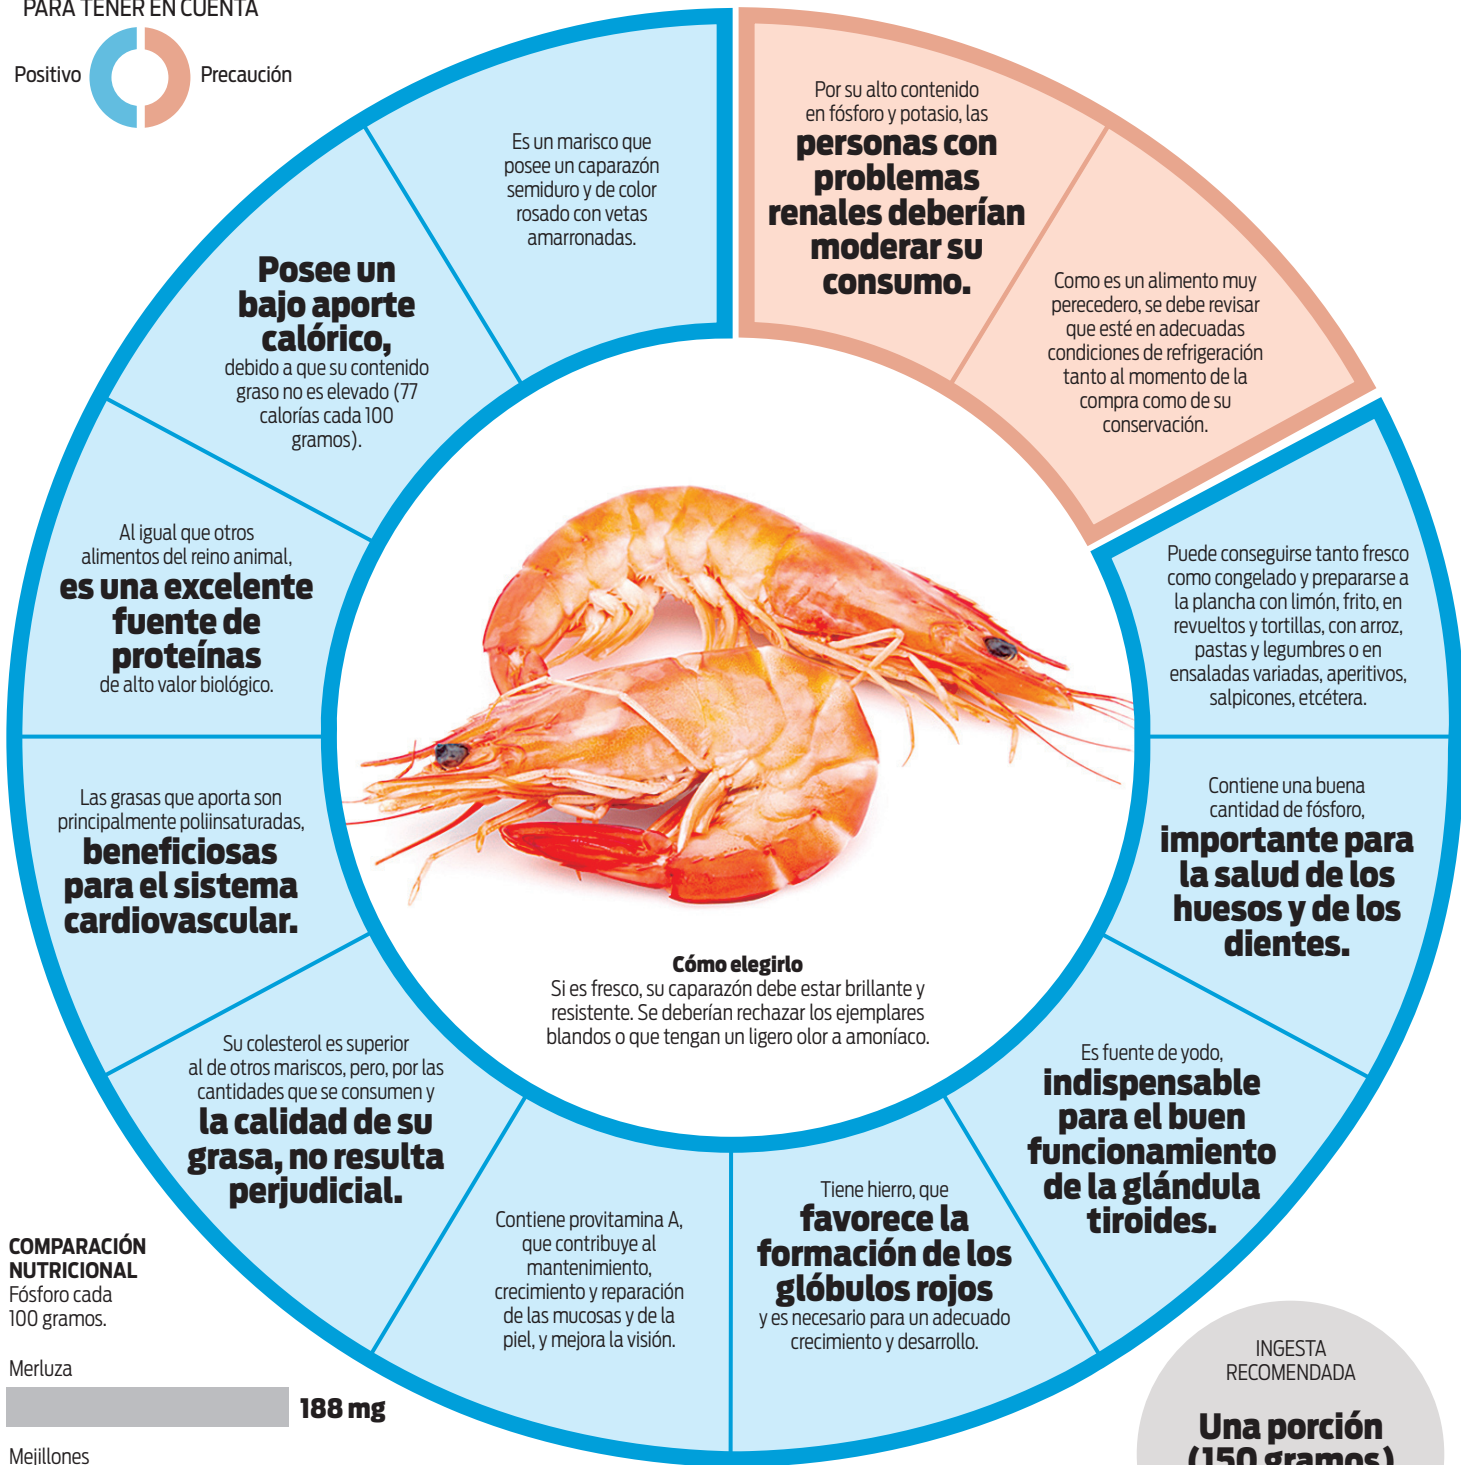 PARA TENER EN CUENTA
Positivo
Precaución
Por su alto contenido
en fósforo y potasio, las
personas con
problemas
renales deberían
moderar su
consumo.
Como es un alimento muy
perecedero, se debe revisar
que esté en adecuadas
condiciones de refrigeración
tanto al momento de la
compra como de su
conservación.
Puede conseguirse tanto fresco
como congelado y prepararse a
la plancha con limón, frito, en
revueltos y tortillas, con arroz,
pastas y legumbres o en
ensaladas variadas, aperitivos,
salpicones, etcétera.
Contiene una buena
cantidad de fósforo,
importante para
la salud de los
huesos y de los
dientes.
Es fuente de yodo,
indispensable
para el buen
funcionamiento
de la glándula
tiroides.
Tiene hierro, que
favorece la
formación de los
glóbulos rojos
y es necesario para un adecuado
crecimiento y desarrollo.
Contiene provitamina A,
que contribuye al
mantenimiento,
crecimiento y reparación
de las mucosas y de la
piel, y mejora la visión.
Su colesterol es superior
al de otros mariscos, pero, por las
cantidades que se consumen y
la calidad de su
grasa, no resulta
perjudicial.
Las grasas que aporta son
principalmente poliinsaturadas,
beneficiosas
para el sistema
cardiovascular.
Al igual que otros
alimentos del reino animal,
es una excelente
fuente de
proteínas
de alto valor biológico.
Posee un
bajo aporte
calórico,
debido a que su contenido
graso no es elevado (77
calorías cada 100
gramos).
Es un marisco que
posee un caparazón
semiduro y de color
rosado con vetas
amarronadas.
Cómo elegirlo
Si es fresco, su caparazón debe estar brillante y
resistente. Se deberían rechazar los ejemplares
blandos o que tengan un ligero olor a amoníaco.
COMPARACIÓN
NUTRICIONAL
Fósforo cada
100 gramos.
Merluza
188 mg
Mejillones
INGESTA
RECOMENDADA
Una porción
(150 gramos)